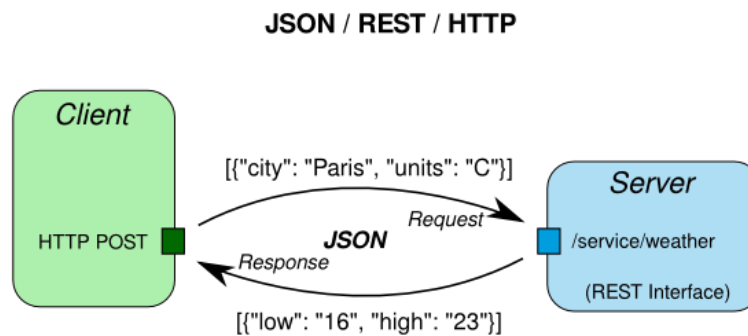 JSON / REST / HTTP
Client
[{"city": "Paris", "units": "C"}]
Server
Request
HTTP POST
JSON
/service/weather
Response
(REST Interface)
[{"low": "16", "high": "23"}]